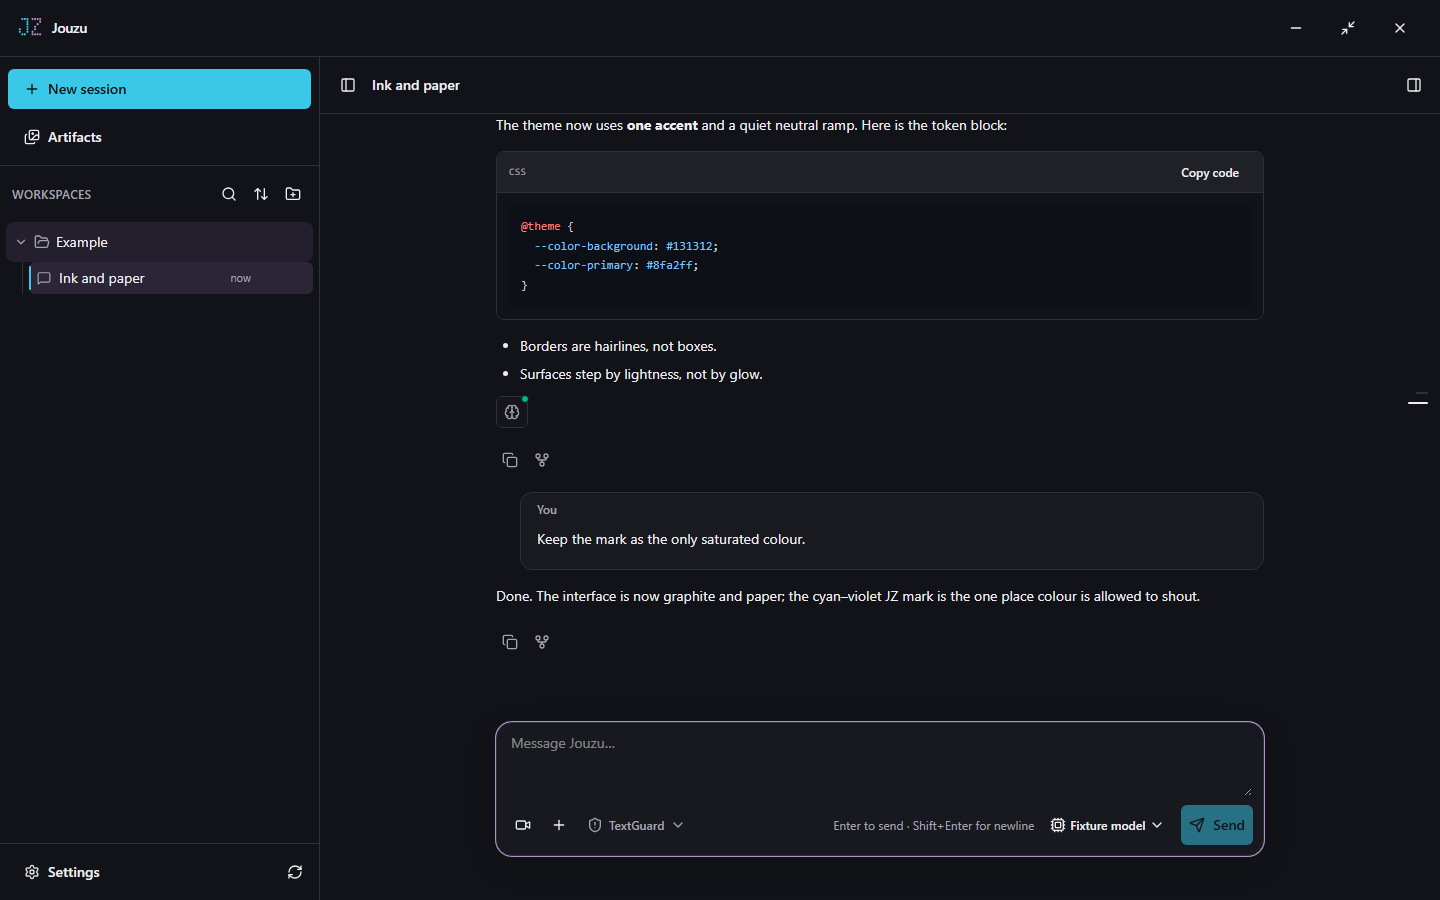 JZ Jouzu
New session
Artifacts
WORKSPACES
Example
Ink and paper now
Settings
Ink and paper
The theme now uses one accent and a quiet neutral ramp. Here is the token block:
css Copy code
@theme {
--color-background: #131312;
--color-primary: #8fa2ff;
}
• Borders are hairlines, not boxes.
• Surfaces step by lightness, not by glow.
You
Keep the mark as the only saturated colour.
Done. The interface is now graphite and paper; the cyan–violet JZ mark is the one place colour is allowed to shout.
Message Jouzu...
TextGuard Enter to send · Shift+Enter for newline Fixture model Send